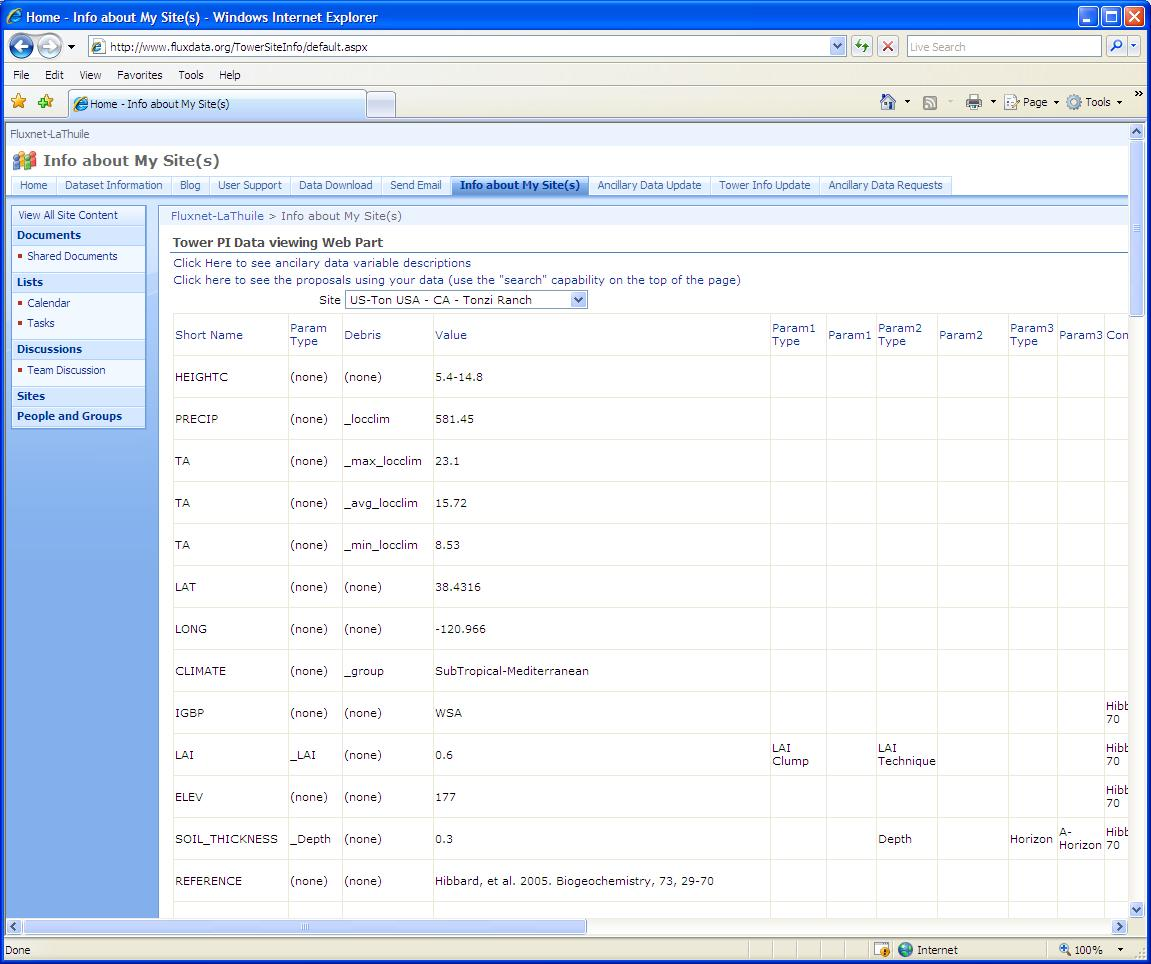 Home - Info about My Site(s) - Windows Internet Explorer
http://www.fluxdata.org/TowerSiteInfo/default.aspx
Live Search
File Edit View Favorites Tools Help
Home - Info about My Site(s)
Page Tools
Fluxnet-LaThuile
Info about My Site(s)
Home Dataset Information Blog User Support Data Download Send Email Info about My Site(s) Ancillary Data Update Tower Info Update Ancillary Data Requests
View All Site Content
Documents
Shared Documents
Lists
Calendar
Tasks
Discussions
Team Discussion
Sites
People and Groups
Fluxnet-LaThuile > Info about My Site(s)
Tower PI Data viewing Web Part
Click Here to see ancilary data variable descriptions
Click here to see the proposals using your data (use the "search" capability on the top of the page)
Site US-Ton USA - CA - Tonzi Ranch
Short Name Param Type Debris Value Param1 Type Param1 Param2 Type Param2 Param3 Type Param3 Con
HEIGHTC (none) (none) 5.4-14.8
PRECIP (none) _locclim 581.45
TA (none) _max_locclim 23.1
TA (none) _avg_locclim 15.72
TA (none) _min_locclim 8.53
LAT (none) (none) 38.4316
LONG (none) (none) -120.966
CLIMATE (none) _group SubTropical-Mediterranean
IGBP (none) (none) WSA Hibb 70
LAI _LAI (none) 0.6 LAI Clump LAI Technique Hibb 70
ELEV (none) (none) 177 Hibb 70
SOIL_THICKNESS _Depth (none) 0.3 Depth Horizon A-Horizon Hibb 70
REFERENCE (none) (none) Hibbard, et al. 2005. Biogeochemistry, 73, 29-70
Done Internet 100%